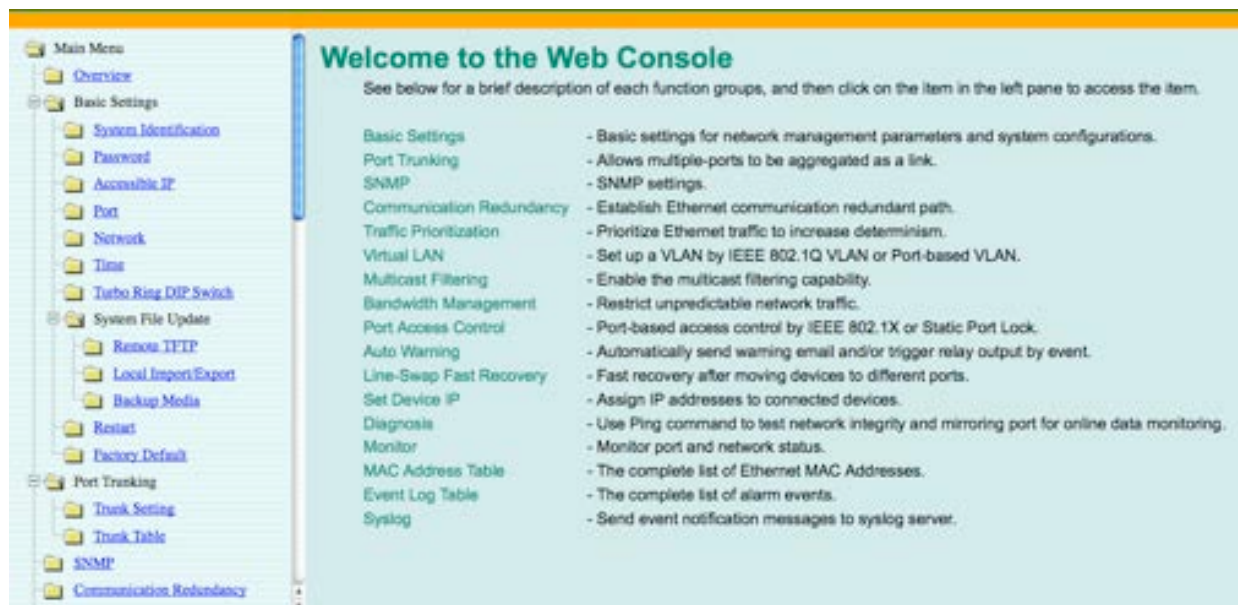 Main Menu
Overview
Basic Settings
System Identification
Password
Accessible IP
Port
Network
Time
Turbo Ring DIP Switch
System File Update
Remote TFTP
Local Import/Export
Backup Media
Restart
Factory Default
Port Trunking
Trunk Setting
Trunk Table
SNMP
Communication Redundancy
Welcome to the Web Console
See below for a brief description of each function groups, and then click on the item in the left pane to access the item.
Basic Settings - Basic settings for network management parameters and system configurations.
Port Trunking - Allows multiple-ports to be aggregated as a link.
SNMP - SNMP settings.
Communication Redundancy - Establish Ethernet communication redundant path.
Traffic Prioritization - Prioritize Ethernet traffic to increase determinism.
Virtual LAN - Set up a VLAN by IEEE 802.1Q VLAN or Port-based VLAN.
Multicast Filtering - Enable the multicast filtering capability.
Bandwidth Management - Restrict unpredictable network traffic.
Port Access Control - Port-based access control by IEEE 802.1X or Static Port Lock.
Auto Warning - Automatically send warning email and/or trigger relay output by event.
Line-Swap Fast Recovery - Fast recovery after moving devices to different ports.
Set Device IP - Assign IP addresses to connected devices.
Diagnosis - Use Ping command to test network integrity and mirroring port for online data monitoring.
Monitor - Monitor port and network status.
MAC Address Table - The complete list of Ethernet MAC Addresses.
Event Log Table - The complete list of alarm events.
Syslog - Send event notification messages to syslog server.